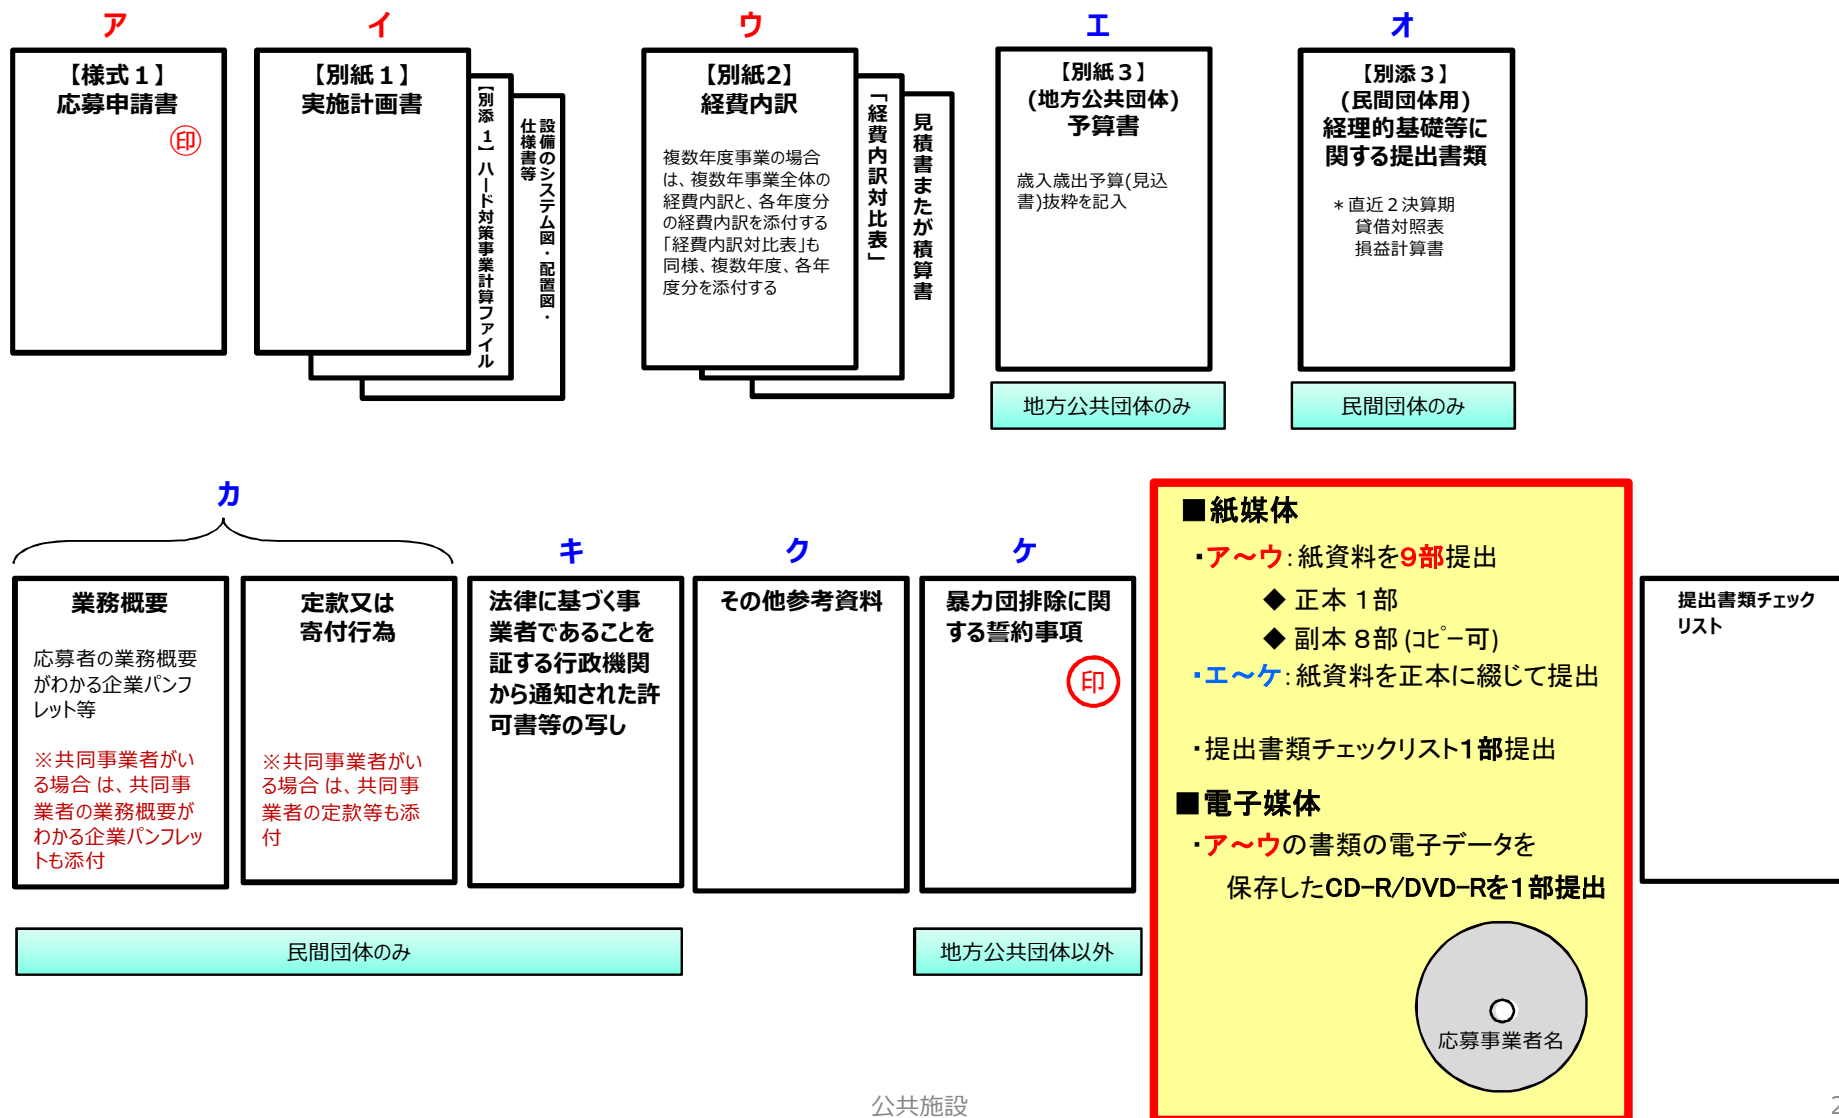 ア
【様式１】
応募申請書
印
イ
【別紙１】
実施計画書
【別添 １】 ハード対策事業計算ファイル
設備のシステム図・配置図・
仕様書等
ウ
【別紙2】
経費内訳
複数年度事業の場合
は、複数年事業全体の
経費内訳と、各年度分
の経費内訳を添付する
「経費内訳対比表」も
同様、複数年度、各年
度分を添付する
「経費内訳対比表」
見積書またが積算書
エ
【別紙３】
(地方公共団体)
予算書
歳入歳出予算(見込
書)抜粋を記入
地方公共団体のみ
オ
【別添３】
(民間団体用)
経理的基礎等に
関する提出書類
＊直近２決算期
貸借対照表
損益計算書
民間団体のみ
カ
業務概要
応募者の業務概要
がわかる企業パンフ
レット等
※共同事業者がい
る場合 は、共同事
業者の業務概要が
わかる企業パンフレッ
トも添付
定款又は
寄付行為
※共同事業者がい
る場合 は、共同事
業者の定款等も添
付
キ
法律に基づく事
業者であることを
証する行政機関
から通知された許
可書等の写し
民間団体のみ
ク
その他参考資料
ケ
暴力団排除に関
する誓約事項
印
地方公共団体以外
■紙媒体
・ア～ウ：紙資料を9部提出
◆ 正本 １部
◆ 副本 ８部 (ｺﾋﾟｰ可)
・エ～ケ：紙資料を正本に綴じて提出
・提出書類チェックリスト１部提出
■電子媒体
・ア～ウの書類の電子データを
保存したCD-R/DVD-Rを１部提出
応募事業者名
提出書類チェック
リスト
公共施設